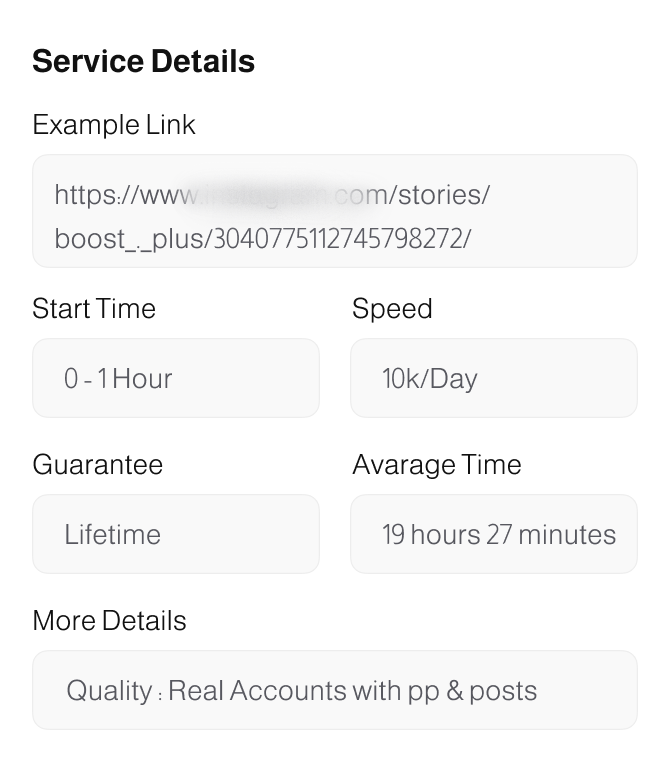 Service Details
Example Link
https://www. .com/stories/
boost_._plus/3040775112745798272/
Start Time
Speed
0 - 1 Hour
10k/Day
Guarantee
Avarage Time
Lifetime
19 hours 27 minutes
More Details
Quality : Real Accounts with pp & posts